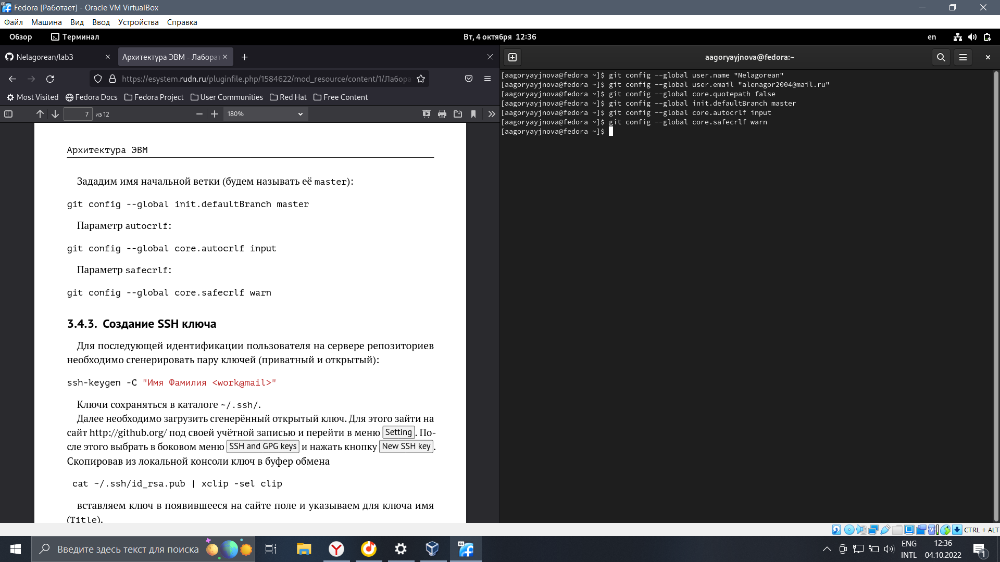 Fedora [Работает] - Oracle VM VirtualBox
Файл Машина Вид Ввод Устройства Справка
Обзор Терминал Вт, 4 октября 12:36 en
Nelagorean/lab3
Архитектура ЭВМ - Лабора
https://esystem.rudn.ru/pluginfile.php/1584622/mod_resource/content/1/Лабора
Most Visited Fedora Docs Fedora Project User Communities Red Hat Free Content
7 из 12 180%
Архитектура ЭВМ
Зададим имя начальной ветки (будем называть её master):
git config --global init.defaultBranch master
Параметр autocrlf:
git config --global core.autocrlf input
Параметр safecrlf:
git config --global core.safecrlf warn
3.4.3. Создание SSH ключа
Для последующей идентификации пользователя на сервере репозиториев
необходимо сгенерировать пару ключей (приватный и открытый):
ssh-keygen -C "Имя Фамилия <work@mail>"
Ключи сохраняться в каталоге ~/.ssh/.
Далее необходимо загрузить сгенерённый открытый ключ. Для этого зайти на
сайт http://github.org/ под своей учётной записью и перейти в меню Setting. По-
сле этого выбрать в боковом меню SSH and GPG keys и нажать кнопку New SSH key.
Скопировав из локальной консоли ключ в буфер обмена
cat ~/.ssh/id_rsa.pub | xclip -sel clip
вставляем ключ в появившееся на сайте поле и указываем для ключа имя
(Title).
aagoryayjnova@fedora:~
[aagoryayjnova@fedora ~]$ git config --global user.name "Nelagorean"
[aagoryayjnova@fedora ~]$ git config --global user.email "alenagor2004@mail.ru"
[aagoryayjnova@fedora ~]$ git config --global core.quotepath false
[aagoryayjnova@fedora ~]$ git config --global init.defaultBranch master
[aagoryayjnova@fedora ~]$ git config --global core.autocrlf input
[aagoryayjnova@fedora ~]$ git config --global core.safecrlf warn
[aagoryayjnova@fedora ~]$
CTRL + ALT
Введите здесь текст для поиска
64
ENG
INTL
12:36
04.10.2022
1